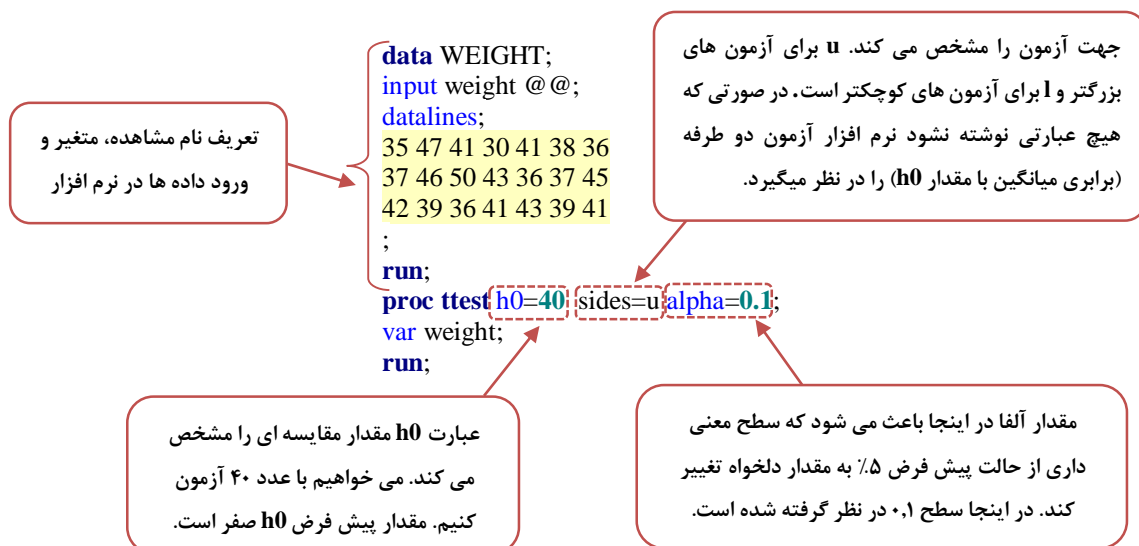 data WEIGHT;
input weight @@;
datalines;
35 47 41 30 41 38 36
37 46 50 43 36 37 45
42 39 36 41 43 39 41
;
run;
proc ttest h0=40 sides=u alpha=0.1;
var weight;
run;
جهت آزمون را مشخص می کند. u برای آزمون های
بزرگتر و l برای آزمون های کوچکتر است. در صورتی که
هیچ عبارتی نوشته نشود نرم افزار آزمون دو طرفه
(برابری میانگین با مقدار h0) را در نظر میگیرد.
تعریف نام مشاهده، متغیر و
ورود داده ها در نرم افزار
عبارت h0 مقدار مقایسه ای را مشخص
می کند. می خواهیم با عدد ۴۰ آزمون
کنیم. مقدار پیش فرض h0 صفر است.
مقدار آلفا در اینجا باعث می شود که سطح معنی
داری از حالت پیش فرض ۵٪ به مقدار دلخواه تغییر
کند. در اینجا سطح ۰,۱ در نظر گرفته شده است.